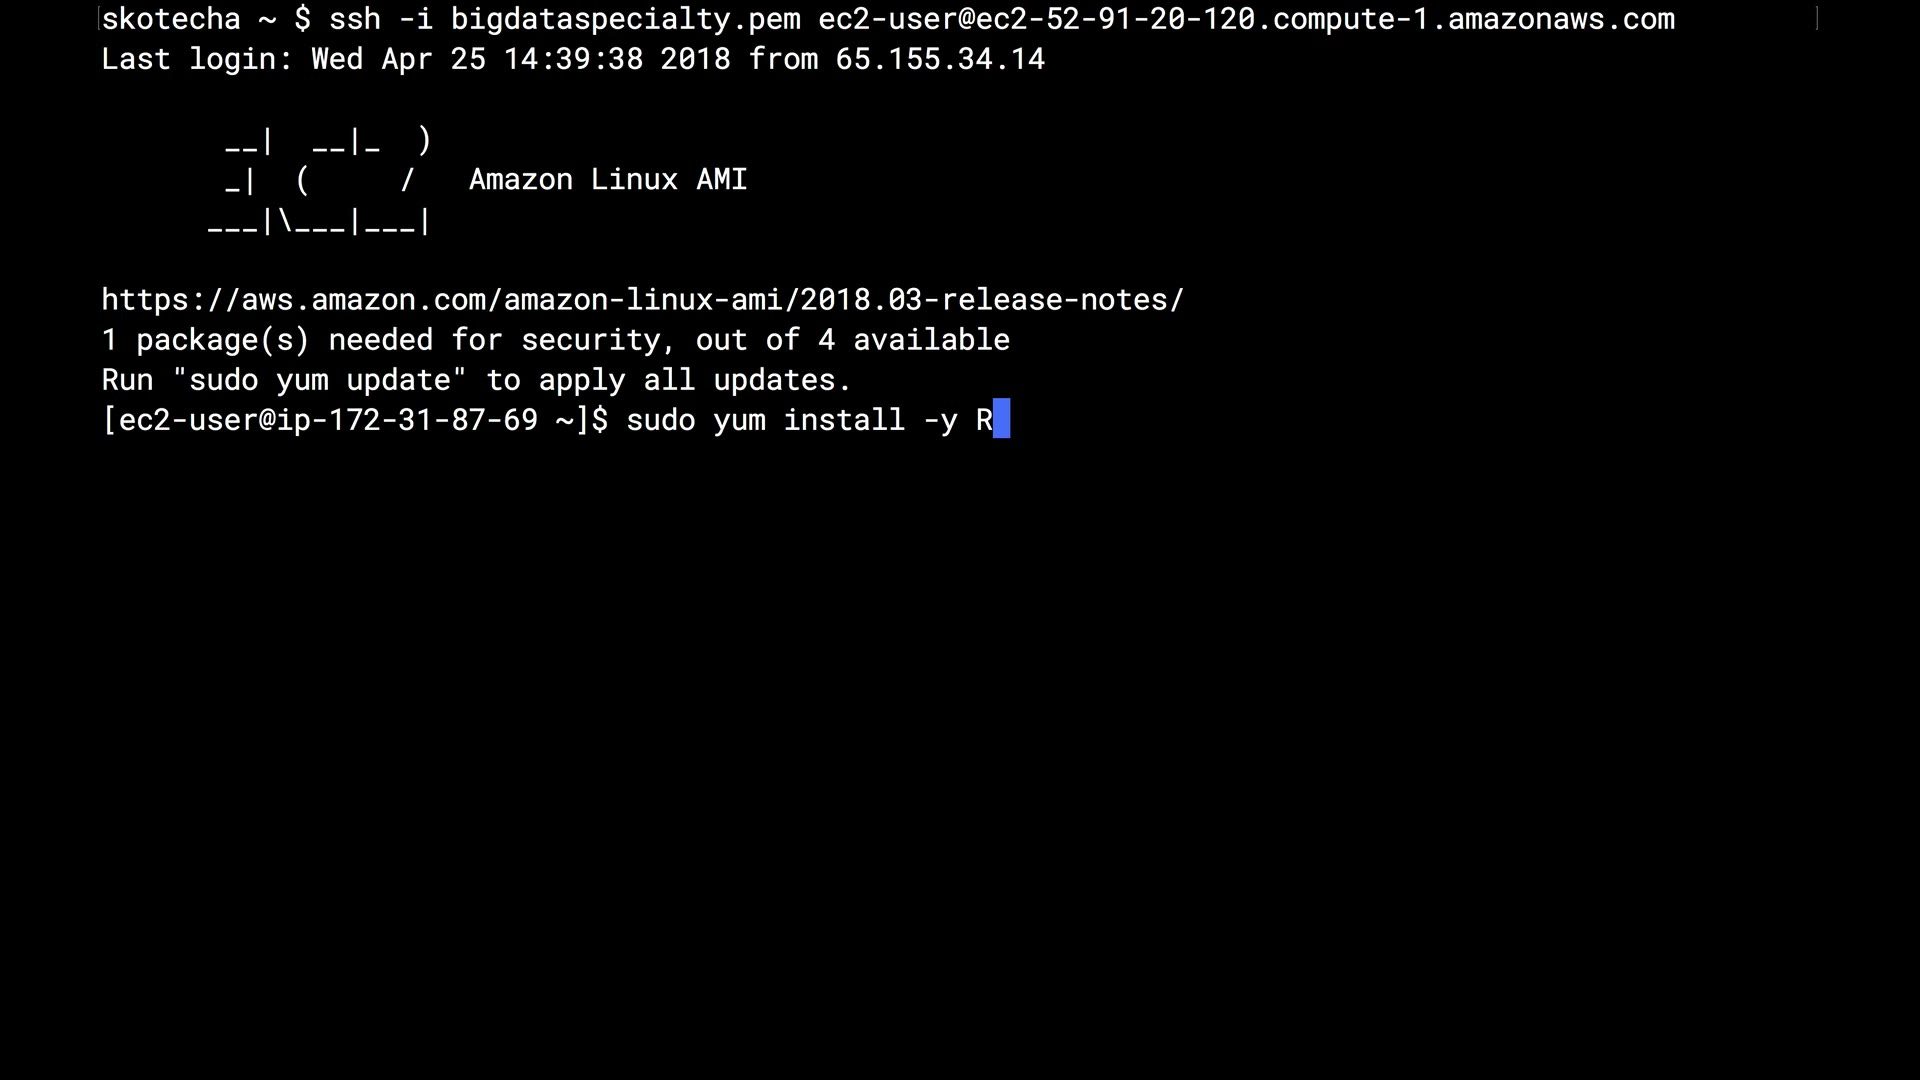 skotecha ~ $ ssh -i bigdataspecialty.pem ec2-user@ec2-52-91-20-120.compute-1.amazonaws.com
Last login: Wed Apr 25 14:39:38 2018 from 65.155.34.14
       __|  __|_  )
       _|  (     /   Amazon Linux AMI
      ___|\___|___|
https://aws.amazon.com/amazon-linux-ami/2018.03-release-notes/
1 package(s) needed for security, out of 4 available
Run "sudo yum update" to apply all updates.
[ec2-user@ip-172-31-87-69 ~]$ sudo yum install -y R